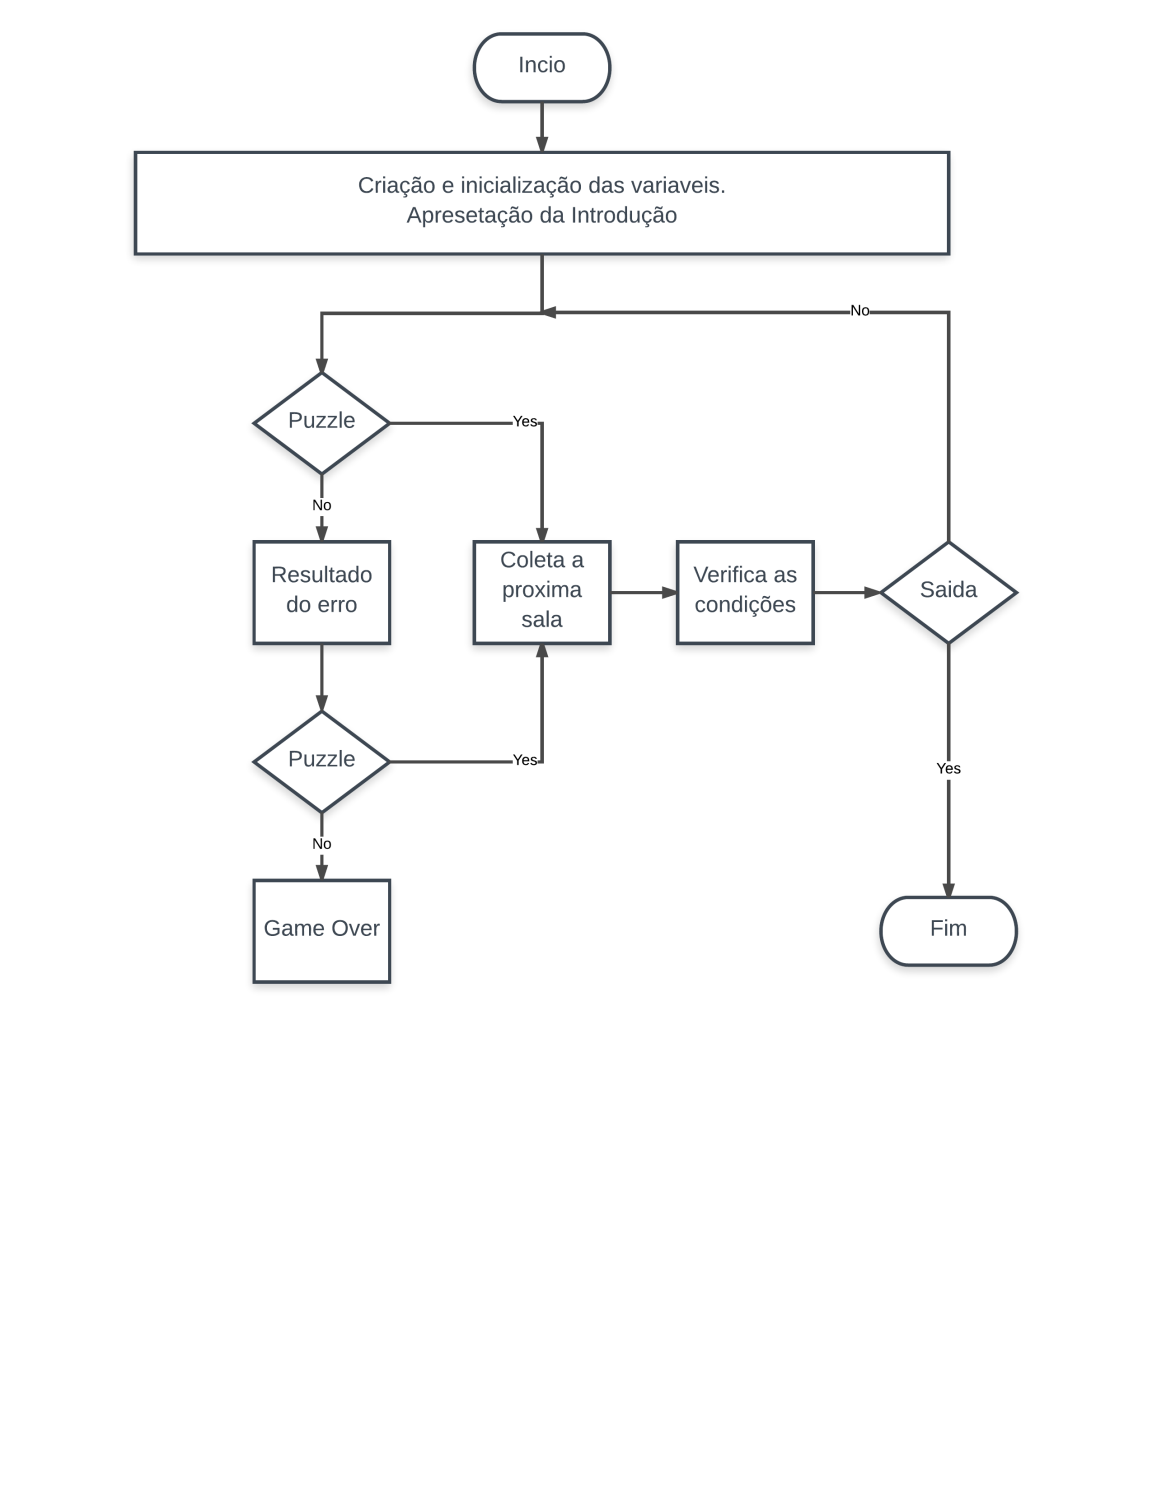 Incio
Criação e inicialização das variaveis.
Apresetação da Introdução
No
Puzzle
Yes
No
Resultado
do erro
Coleta a
proxima
sala
Verifica as
condições
Saida
Puzzle
Yes
Yes
No
Game Over
Fim